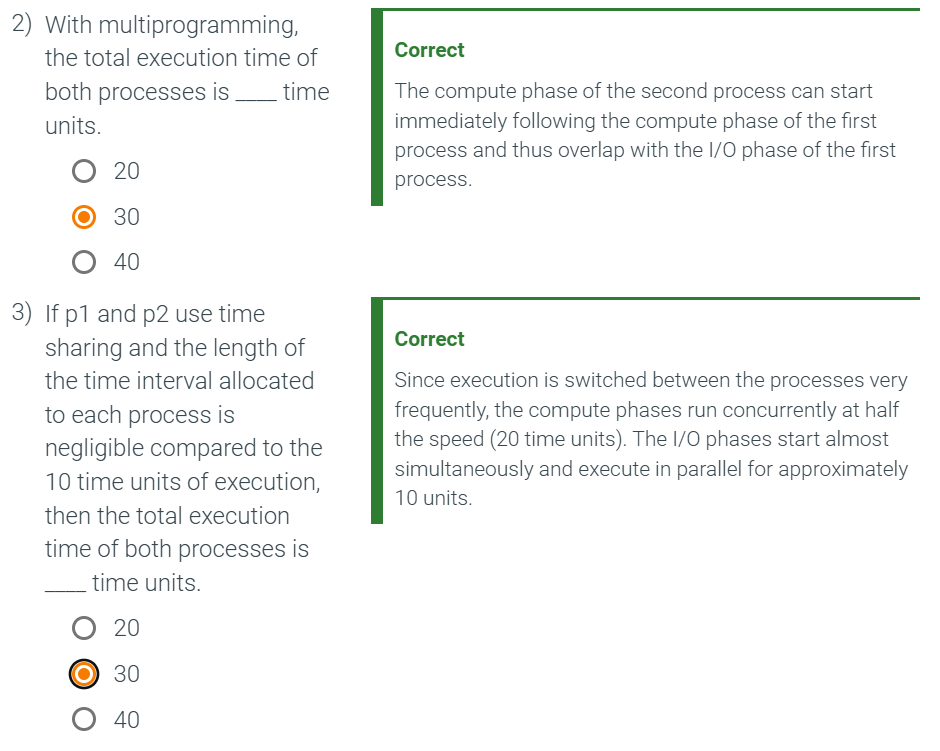 2) With multiprogramming,
the total execution time of
both processes is ____ time
units.
20
30
40
Correct
The compute phase of the second process can start
immediately following the compute phase of the first
process and thus overlap with the I/O phase of the first
process.
3) If p1 and p2 use time
sharing and the length of
the time interval allocated
to each process is
negligible compared to the
10 time units of execution,
then the total execution
time of both processes is
____ time units.
20
30
40
Correct
Since execution is switched between the processes very
frequently, the compute phases run concurrently at half
the speed (20 time units). The I/O phases start almost
simultaneously and execute in parallel for approximately
10 units.